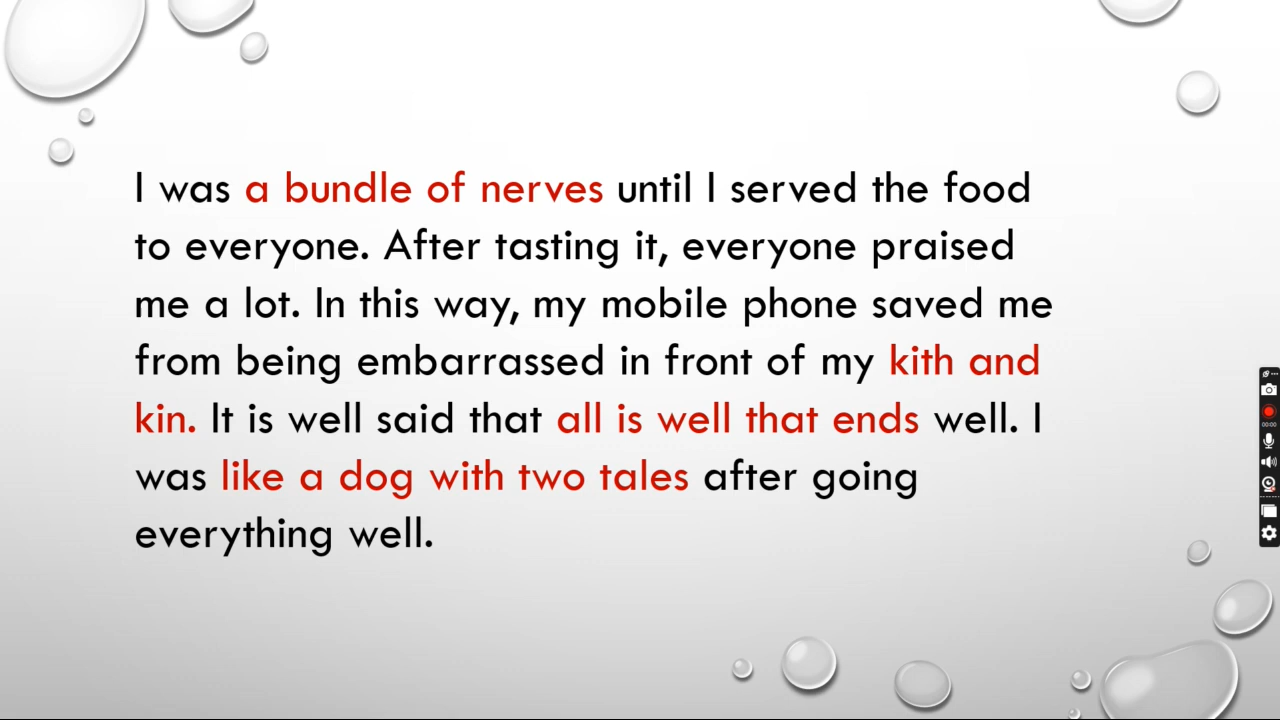 I was a bundle of nerves until I served the food
to everyone. After tasting it, everyone praised
me a lot. In this way, my mobile phone saved me
from being embarrassed in front of my kith and
kin. It is well said that all is well that ends well. I
was like a dog with two tales after going
everything well.
00:00